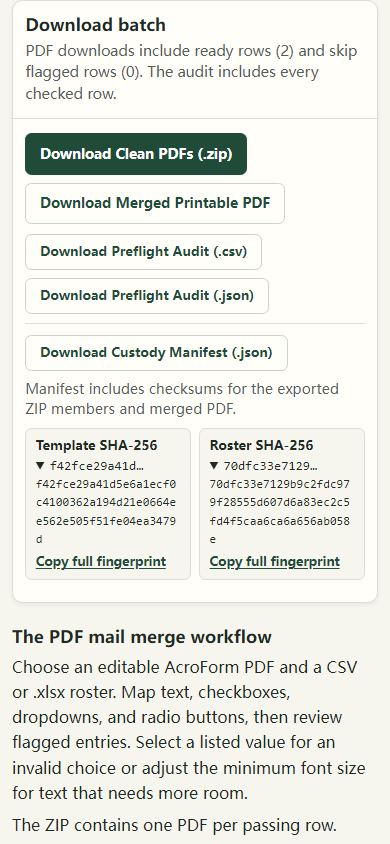 Download batch
PDF downloads include ready rows (2) and skip
flagged rows (0). The audit includes every
checked row.
Download Clean PDFs (.zip)
Download Merged Printable PDF
Download Preflight Audit (.csv)
Download Preflight Audit (.json)
Download Custody Manifest (.json)
Manifest includes checksums for the exported
ZIP members and merged PDF.
Template SHA-256
▼ f42fce29a41d…
f42fce29a41d5e6a1ecf0
c4100362a194d21e0664e
e562e505f51fe04ea3479
d
Copy full fingerprint
Roster SHA-256
▼ 70dfc33e7129…
70dfc33e7129b9c2fdc97
9f28555d607d6a83ec2c5
fd4f5caa6ca6a656ab058
e
Copy full fingerprint
The PDF mail merge workflow
Choose an editable AcroForm PDF and a CSV
or .xlsx roster. Map text, checkboxes,
dropdowns, and radio buttons, then review
flagged entries. Select a listed value for an
invalid choice or adjust the minimum font size
for text that needs more room.
The ZIP contains one PDF per passing row.